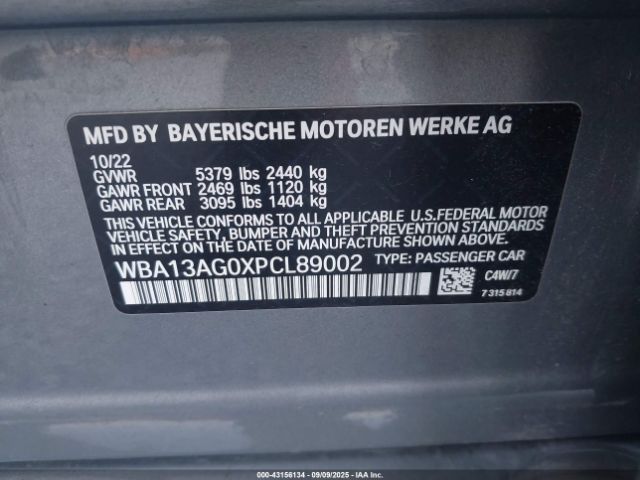 MFD BY BAYERISCHE MOTOREN WERKE AG
10/22
GVWR 5379 lbs 2440 kg
GAWR FRONT 2469 lbs 1120 kg
GAWR REAR 3095 lbs 1404 kg
THIS VEHICLE CONFORMS TO ALL APPLICABLE U.S.FEDERAL MOTOR
VEHICLE SAFETY, BUMPER AND THEFT PREVENTION STANDARDS
IN EFFECT ON THE DATE OF MANUFACTURE SHOWN ABOVE.
WBA13AG0XPCL89002 TYPE: PASSENGER CAR
C4W/7
7 315 814
000-43156134 - 09/09/2025 - IAAI Inc.